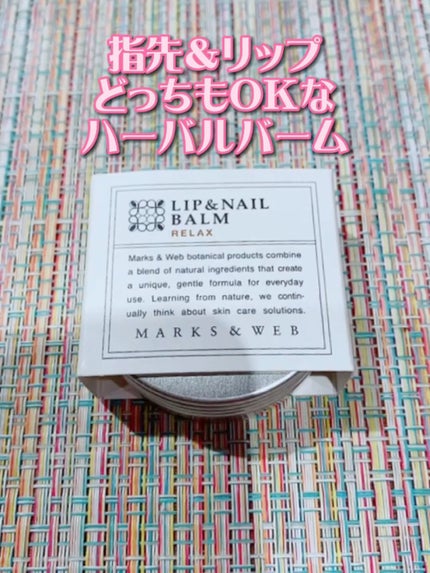 指先&リップ
どっちもOKな
ハーバルバーム
LIP&NAIL
BALM
RELAX
Marks & Web botanical products combine
a blend of natural ingredients that create
a unique, gentle formula for everyday
use. Learning from nature, we contin-
ually think about skin care solutions.
MARKS & WEB